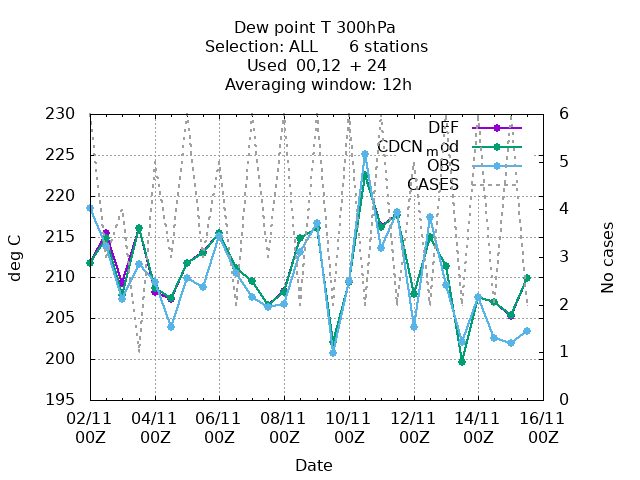 Dew point T 300hPa
Selection: ALL 6 stations
Used 00,12 + 24
Averaging window: 12h
230
225
220
215
210
205
200
195
deg C
6
5
4
3
2
1
0
No cases
DEF
CDCNmod
OBS
CASES
02/11 04/11 06/11 08/11 10/11 12/11 14/11 16/11
00Z 00Z 00Z 00Z 00Z 00Z 00Z 00Z
Date